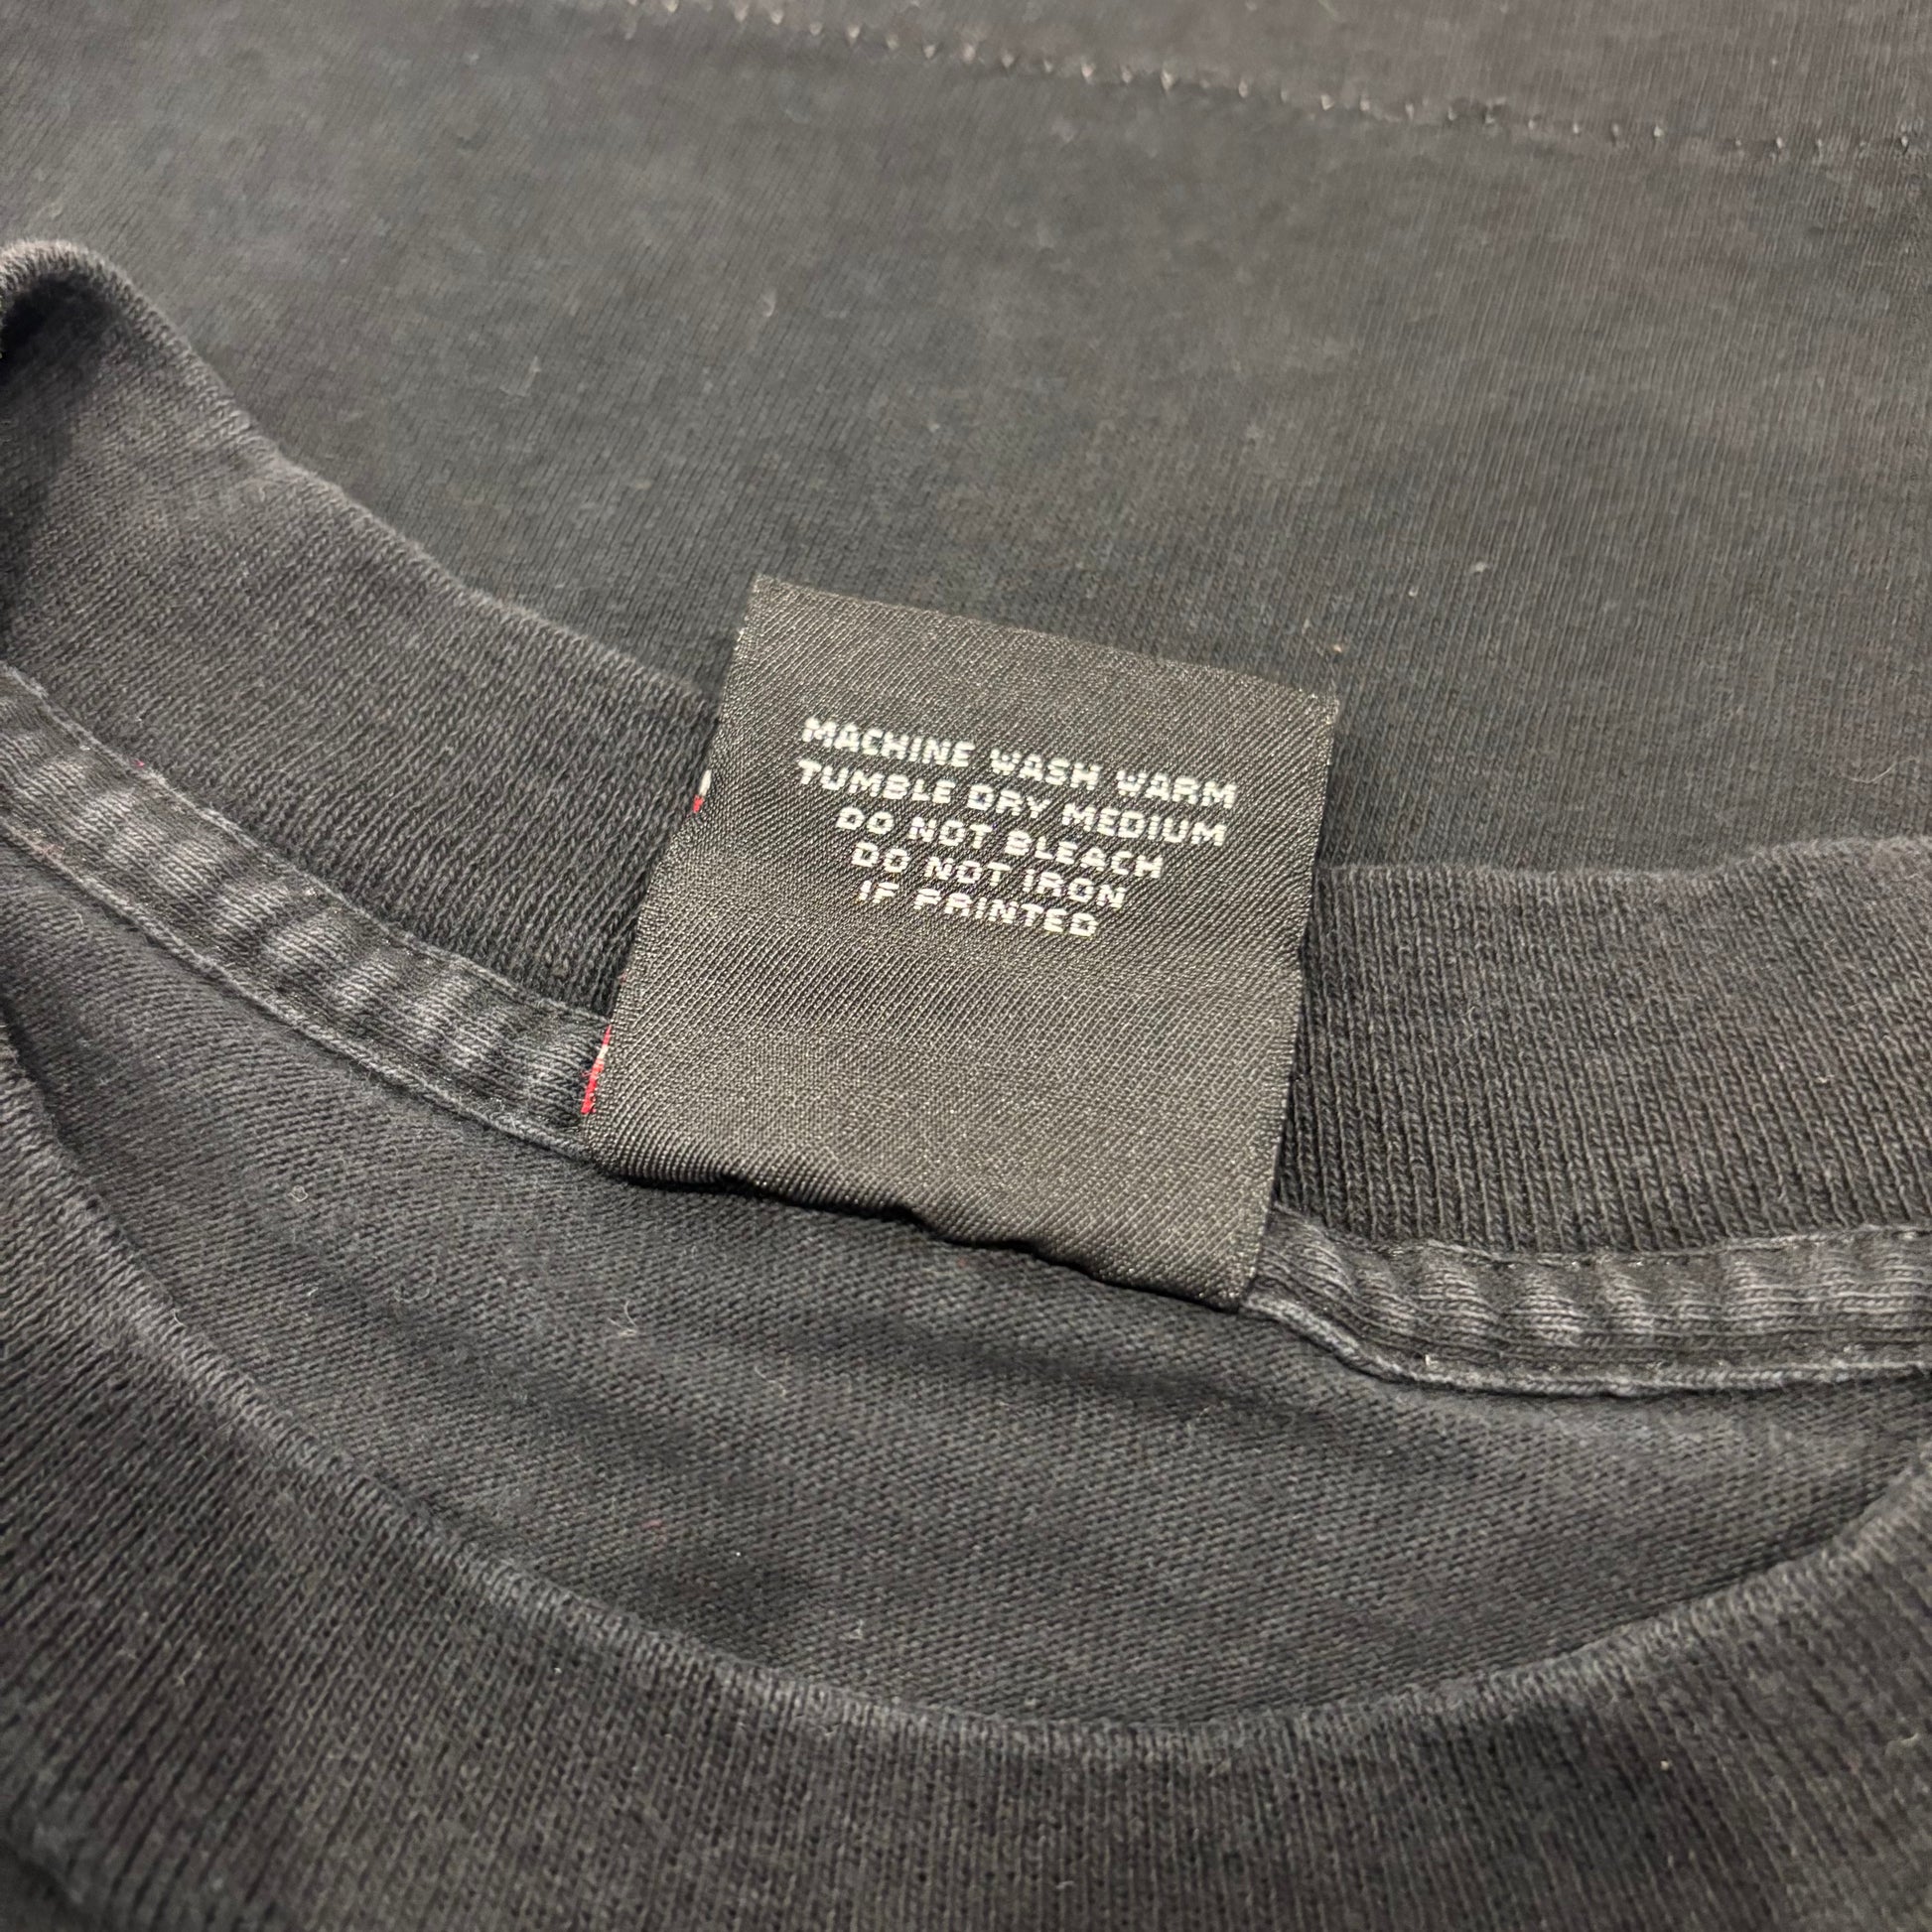 MACHINE WASH WARM
TUMBLE DRY MEDIUM
DO NOT BLEACH
DO NOT IRON
IF PRINTED